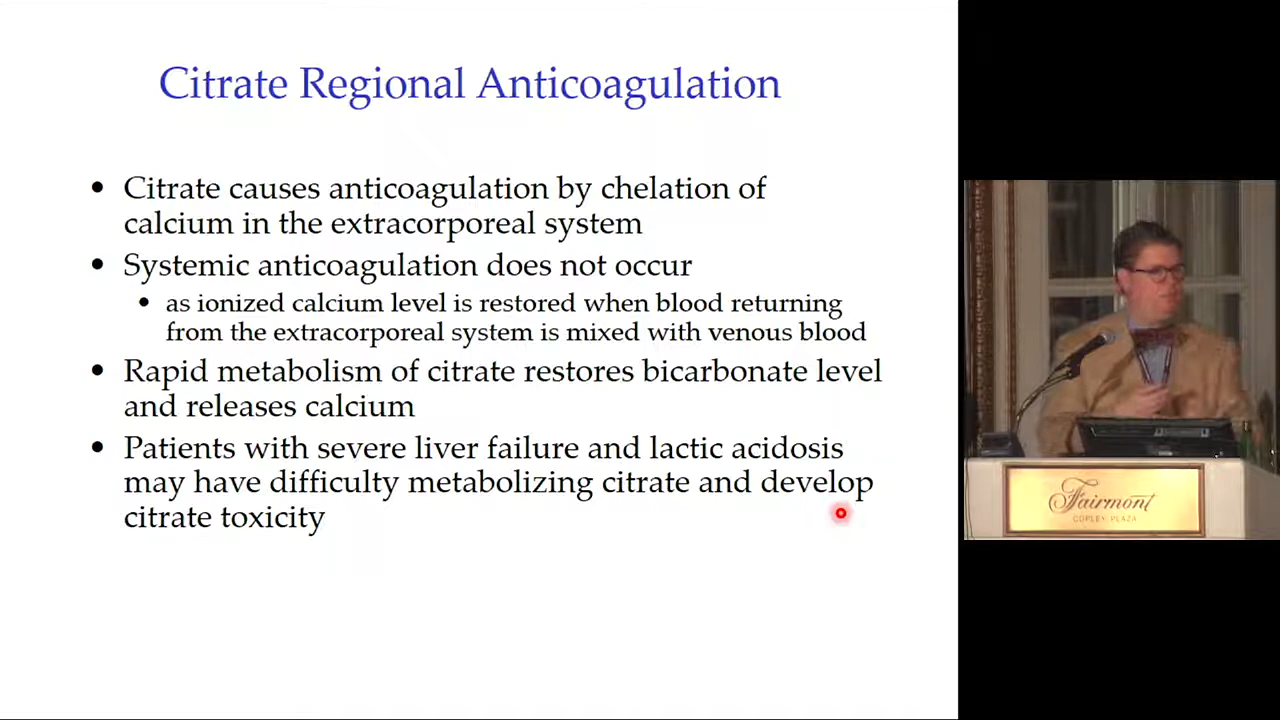 Citrate Regional Anticoagulation
• Citrate causes anticoagulation by chelation of
calcium in the extracorporeal system
• Systemic anticoagulation does not occur
• as ionized calcium level is restored when blood returning
from the extracorporeal system is mixed with venous blood
• Rapid metabolism of citrate restores bicarbonate level
and releases calcium
• Patients with severe liver failure and lactic acidosis
may have difficulty metabolizing citrate and develop
citrate toxicity
Fairmont
COPLEY PLAZA